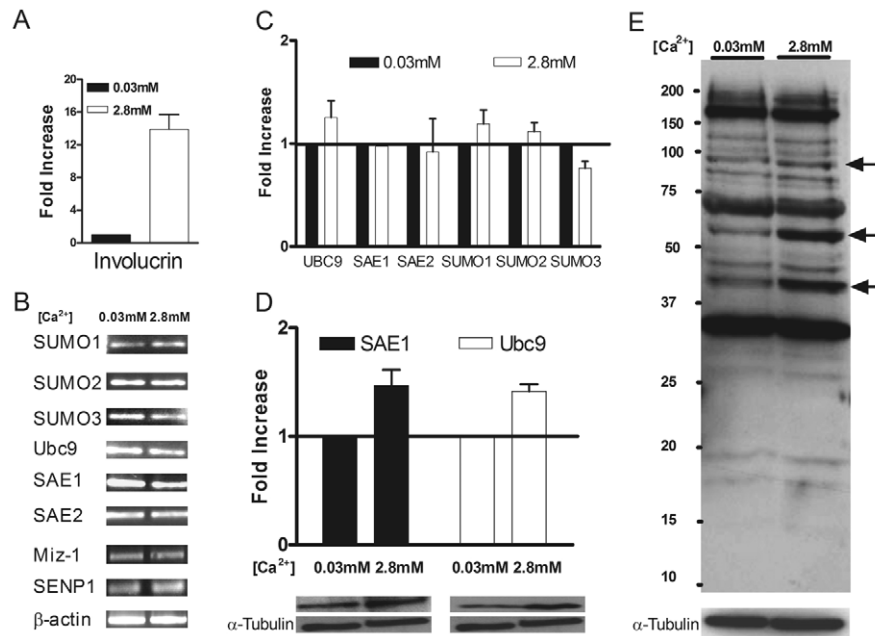 A
Fold Increase
20
16
12
8
4
0
0.03mM
2.8mM
Involucrin
B
[Ca²⁺]
0.03mM 2.8mM
SUMO1
SUMO2
SUMO3
Ubc9
SAE1
SAE2
Miz-1
SENP1
β-actin
C
Fold Increase
2
1
0
0.03mM
2.8mM
UBC9 SAE1 SAE2 SUMO1 SUMO2 SUMO3
D
Fold Increase
2
1
0
SAE1
Ubc9
[Ca²⁺] 0.03mM 2.8mM 0.03mM 2.8mM
α-Tubulin
E
[Ca²⁺] 0.03mM 2.8mM
200
150
100
75
50
37
25
20
15
10
α-Tubulin